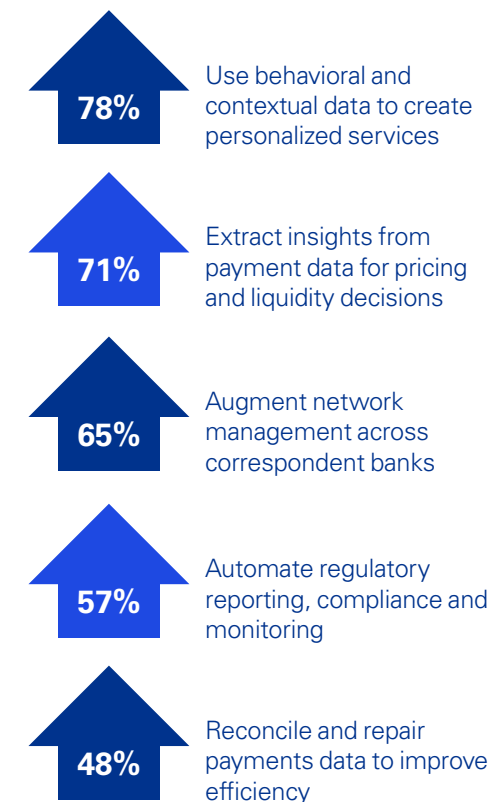 78%
Use behavioral and
contextual data to create
personalized services
71%
Extract insights from
payment data for pricing
and liquidity decisions
65%
Augment network
management across
correspondent banks
57%
Automate regulatory
reporting, compliance and
monitoring
48%
Reconcile and repair
payments data to improve
efficiency